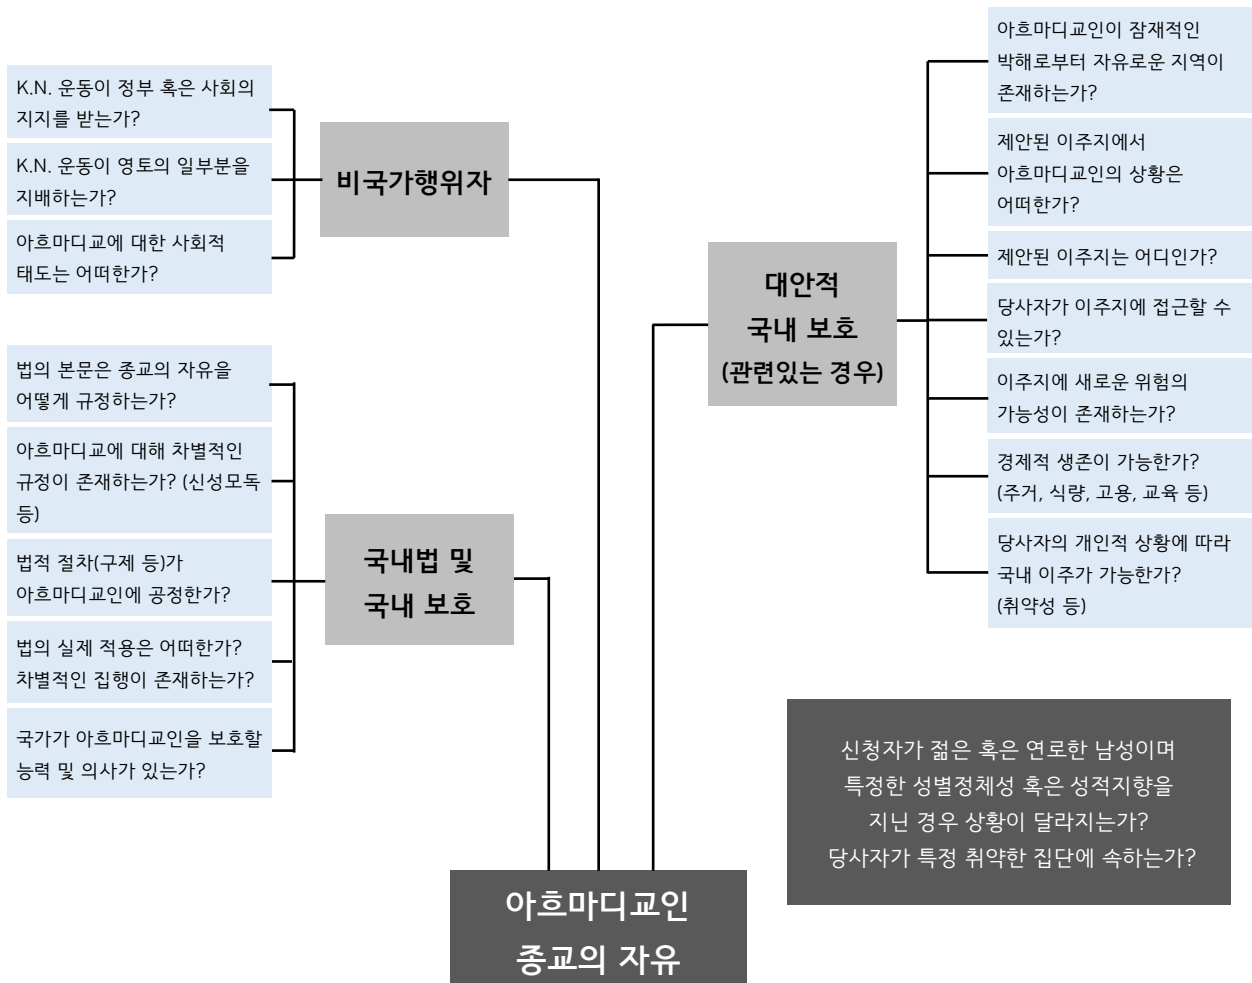 K.N. 운동이 정부 혹은 사회의
지지를 받는가?
K.N. 운동이 영토의 일부분을
지배하는가?
아흐마디교에 대한 사회적
태도는 어떠한가?
비국가행위자
법의 본문은 종교의 자유을
어떻게 규정하는가?
아흐마디교에 대해 차별적인
규정이 존재하는가? (신성모독
등)
법적 절차(구제 등)가
아흐마디교인에 공정한가?
법의 실제 적용은 어떠한가?
차별적인 집행이 존재하는가?
국가가 아흐마디교인을 보호할
능력 및 의사가 있는가?
국내법 및
국내 보호
대안적
국내 보호
(관련있는 경우)
아흐마디교인이 잠재적인
박해로부터 자유로운 지역이
존재하는가?
제안된 이주지에서
아흐마디교인의 상황은
어떠한가?
제안된 이주지는 어디인가?
당사자가 이주지에 접근할 수
있는가?
이주지에 새로운 위험의
가능성이 존재하는가?
경제적 생존이 가능한가?
(주거, 식량, 고용, 교육 등)
당사자의 개인적 상황에 따라
국내 이주가 가능한가?
(취약성 등)
신청자가 젊은 혹은 연로한 남성이며
특정한 성별정체성 혹은 성적지향을
지닌 경우 상황이 달라지는가?
당사자가 특정 취약한 집단에 속하는가?
아흐마디교인
종교의 자유